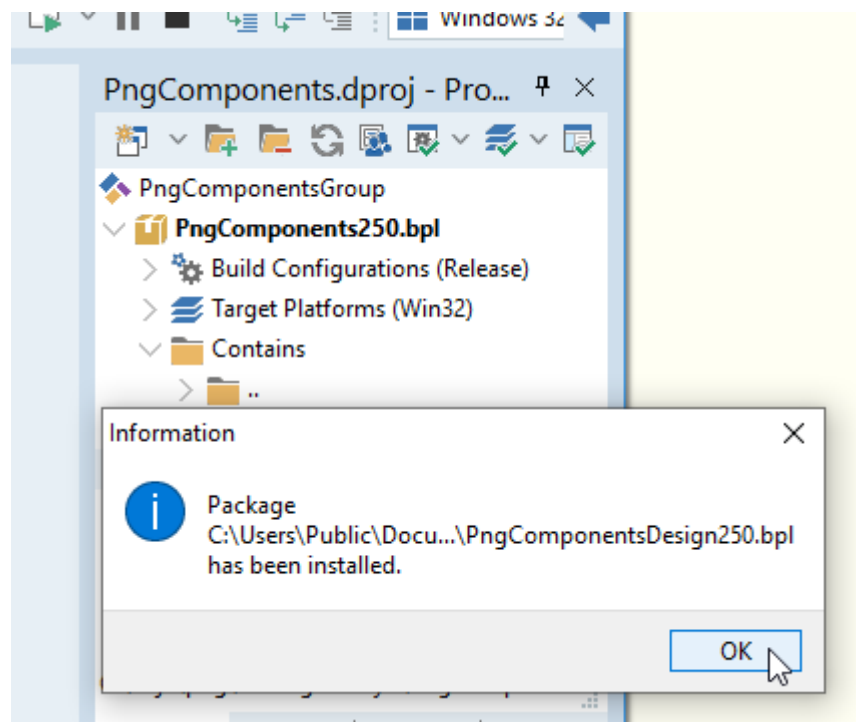 Windows 32
PngComponents.dproj - Pro...
PngComponentsGroup
PngComponents250.bpl
Build Configurations (Release)
Target Platforms (Win32)
Contains
..
Information
Package
C:\Users\Public\Docu...\PngComponentsDesign250.bpl
has been installed.
OK